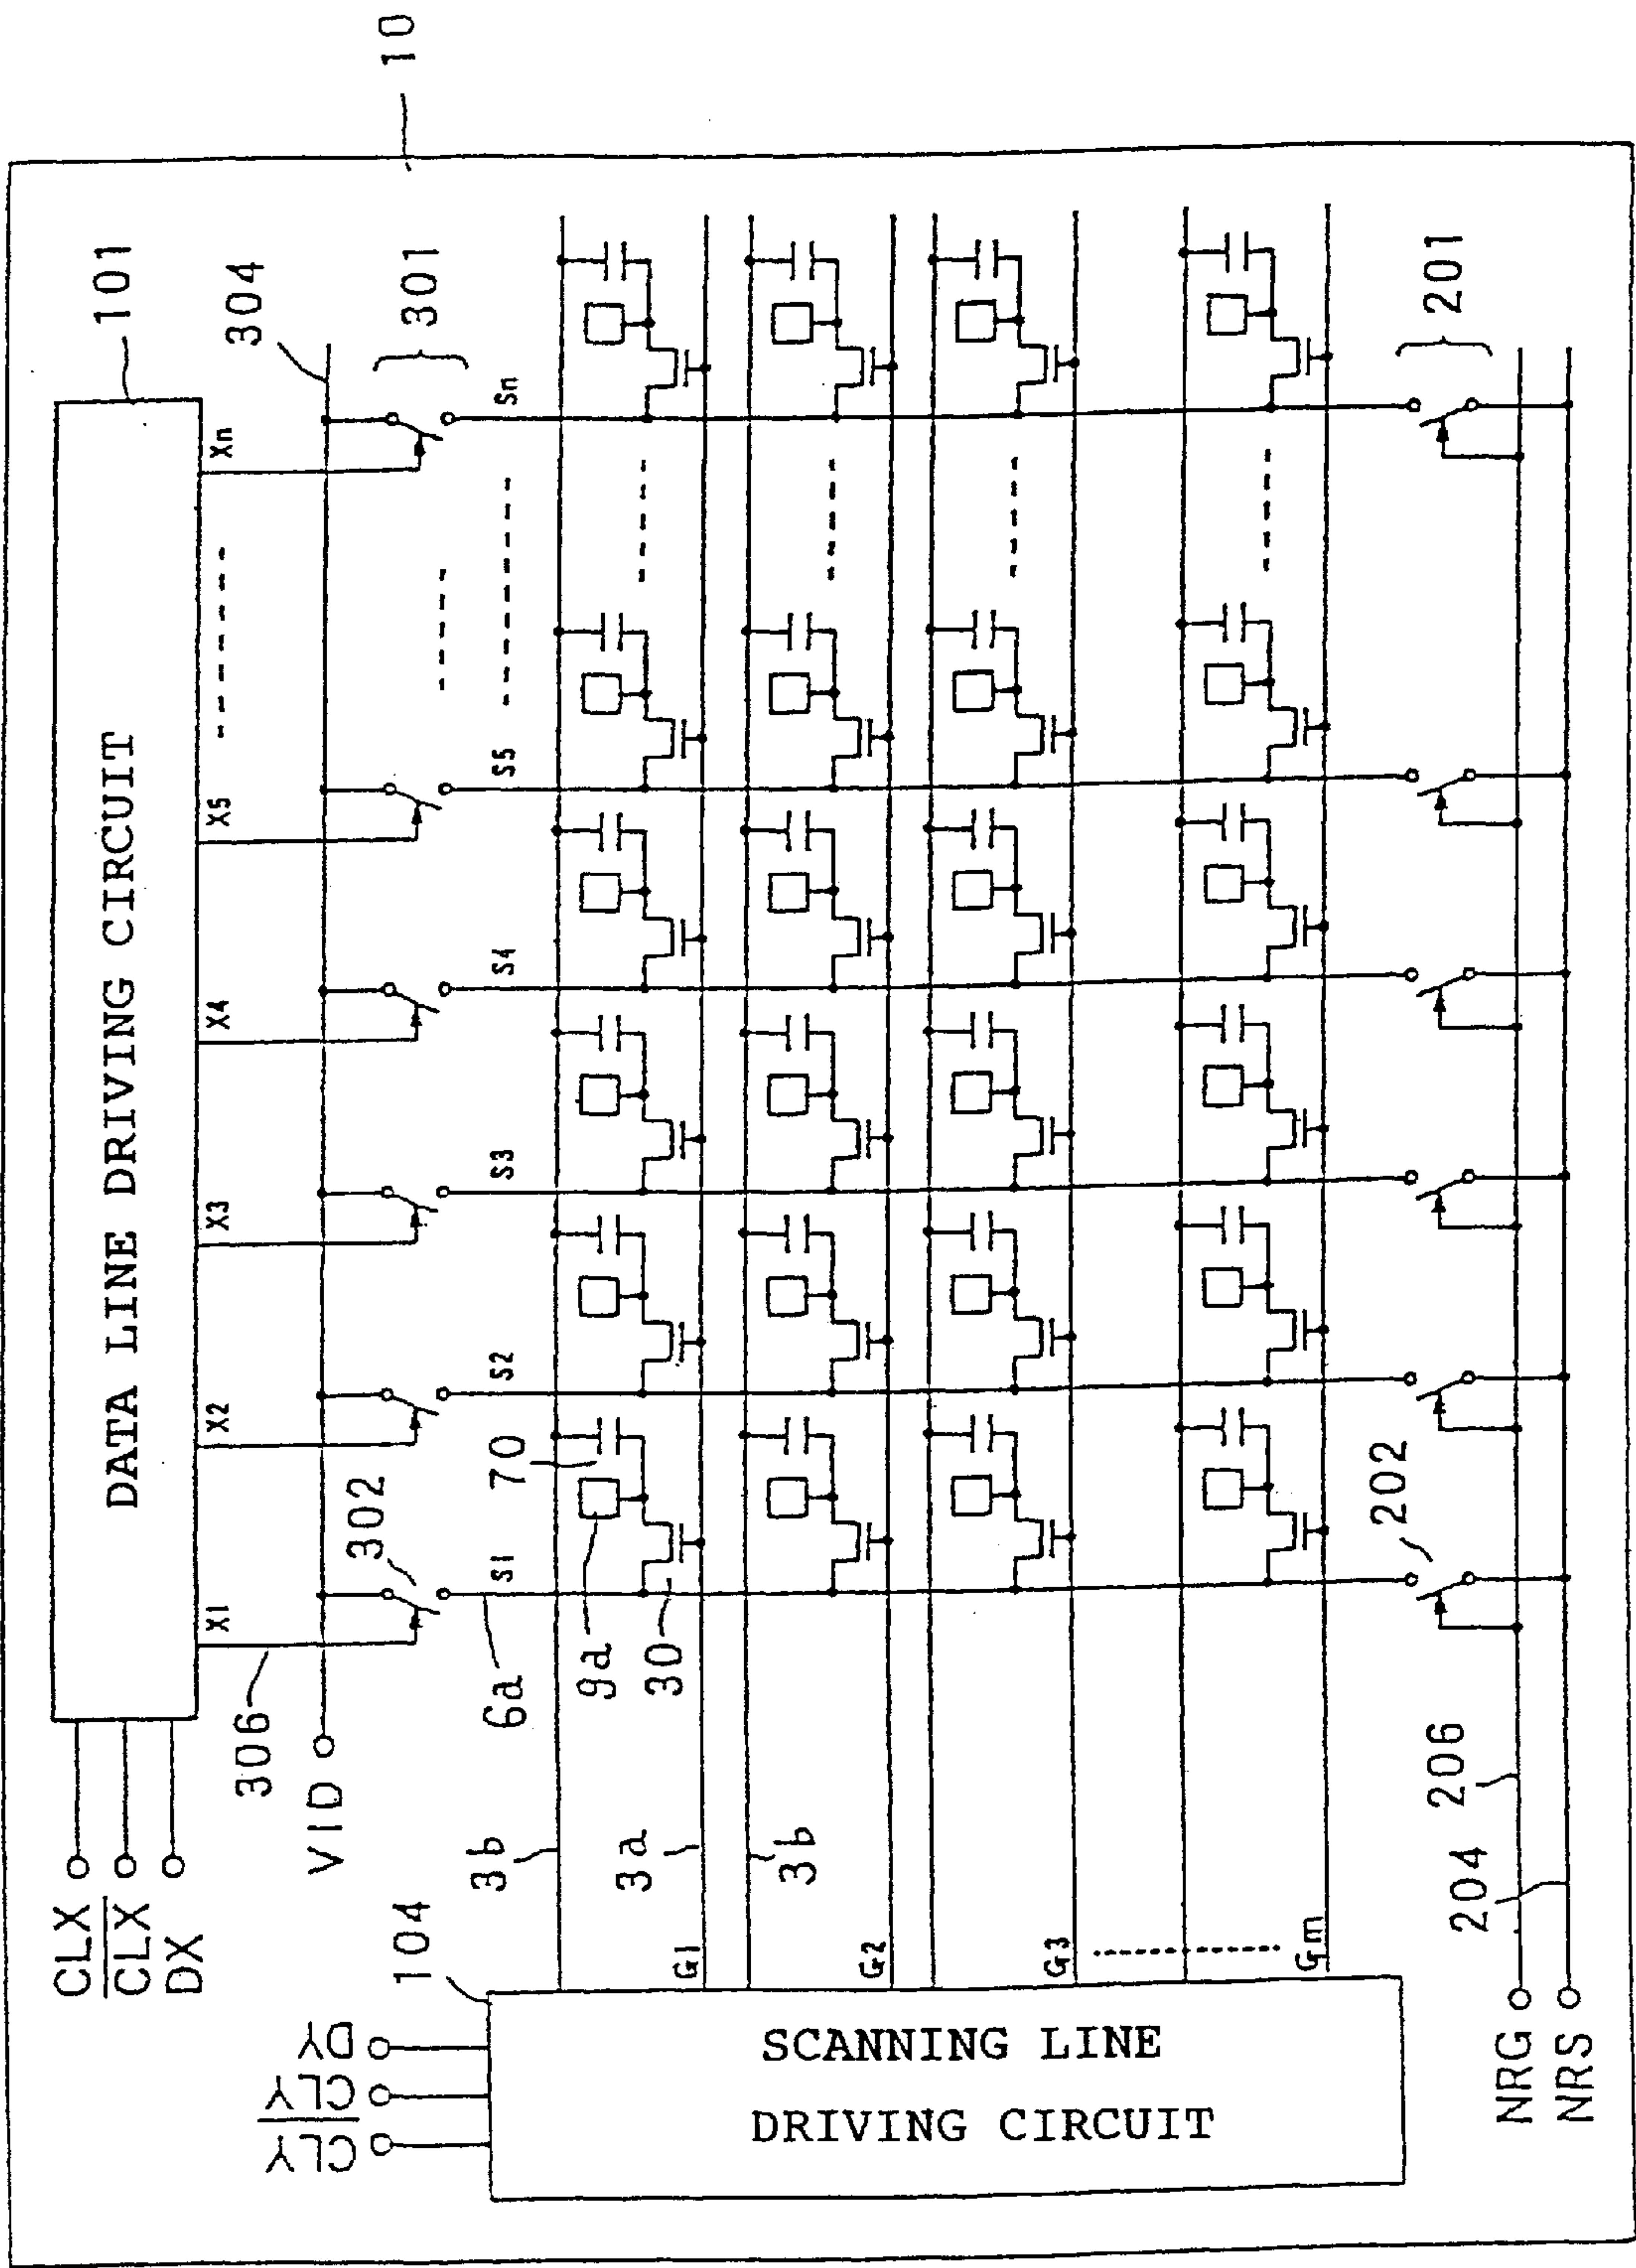 10
CLX
CLX
DX
DATA LINE DRIVING CIRCUIT
101
306
X1
X2
X3
X4
X5
Xn
VID
304
302
301
DY
CLY
CLY
104
6a
S1
S2
S3
S4
S5
Sn
70
9a
30
3b
3a
3b
G1
G2
G3
Gm
SCANNING LINE
DRIVING CIRCUIT
202
201
206
204
NRG
NRS